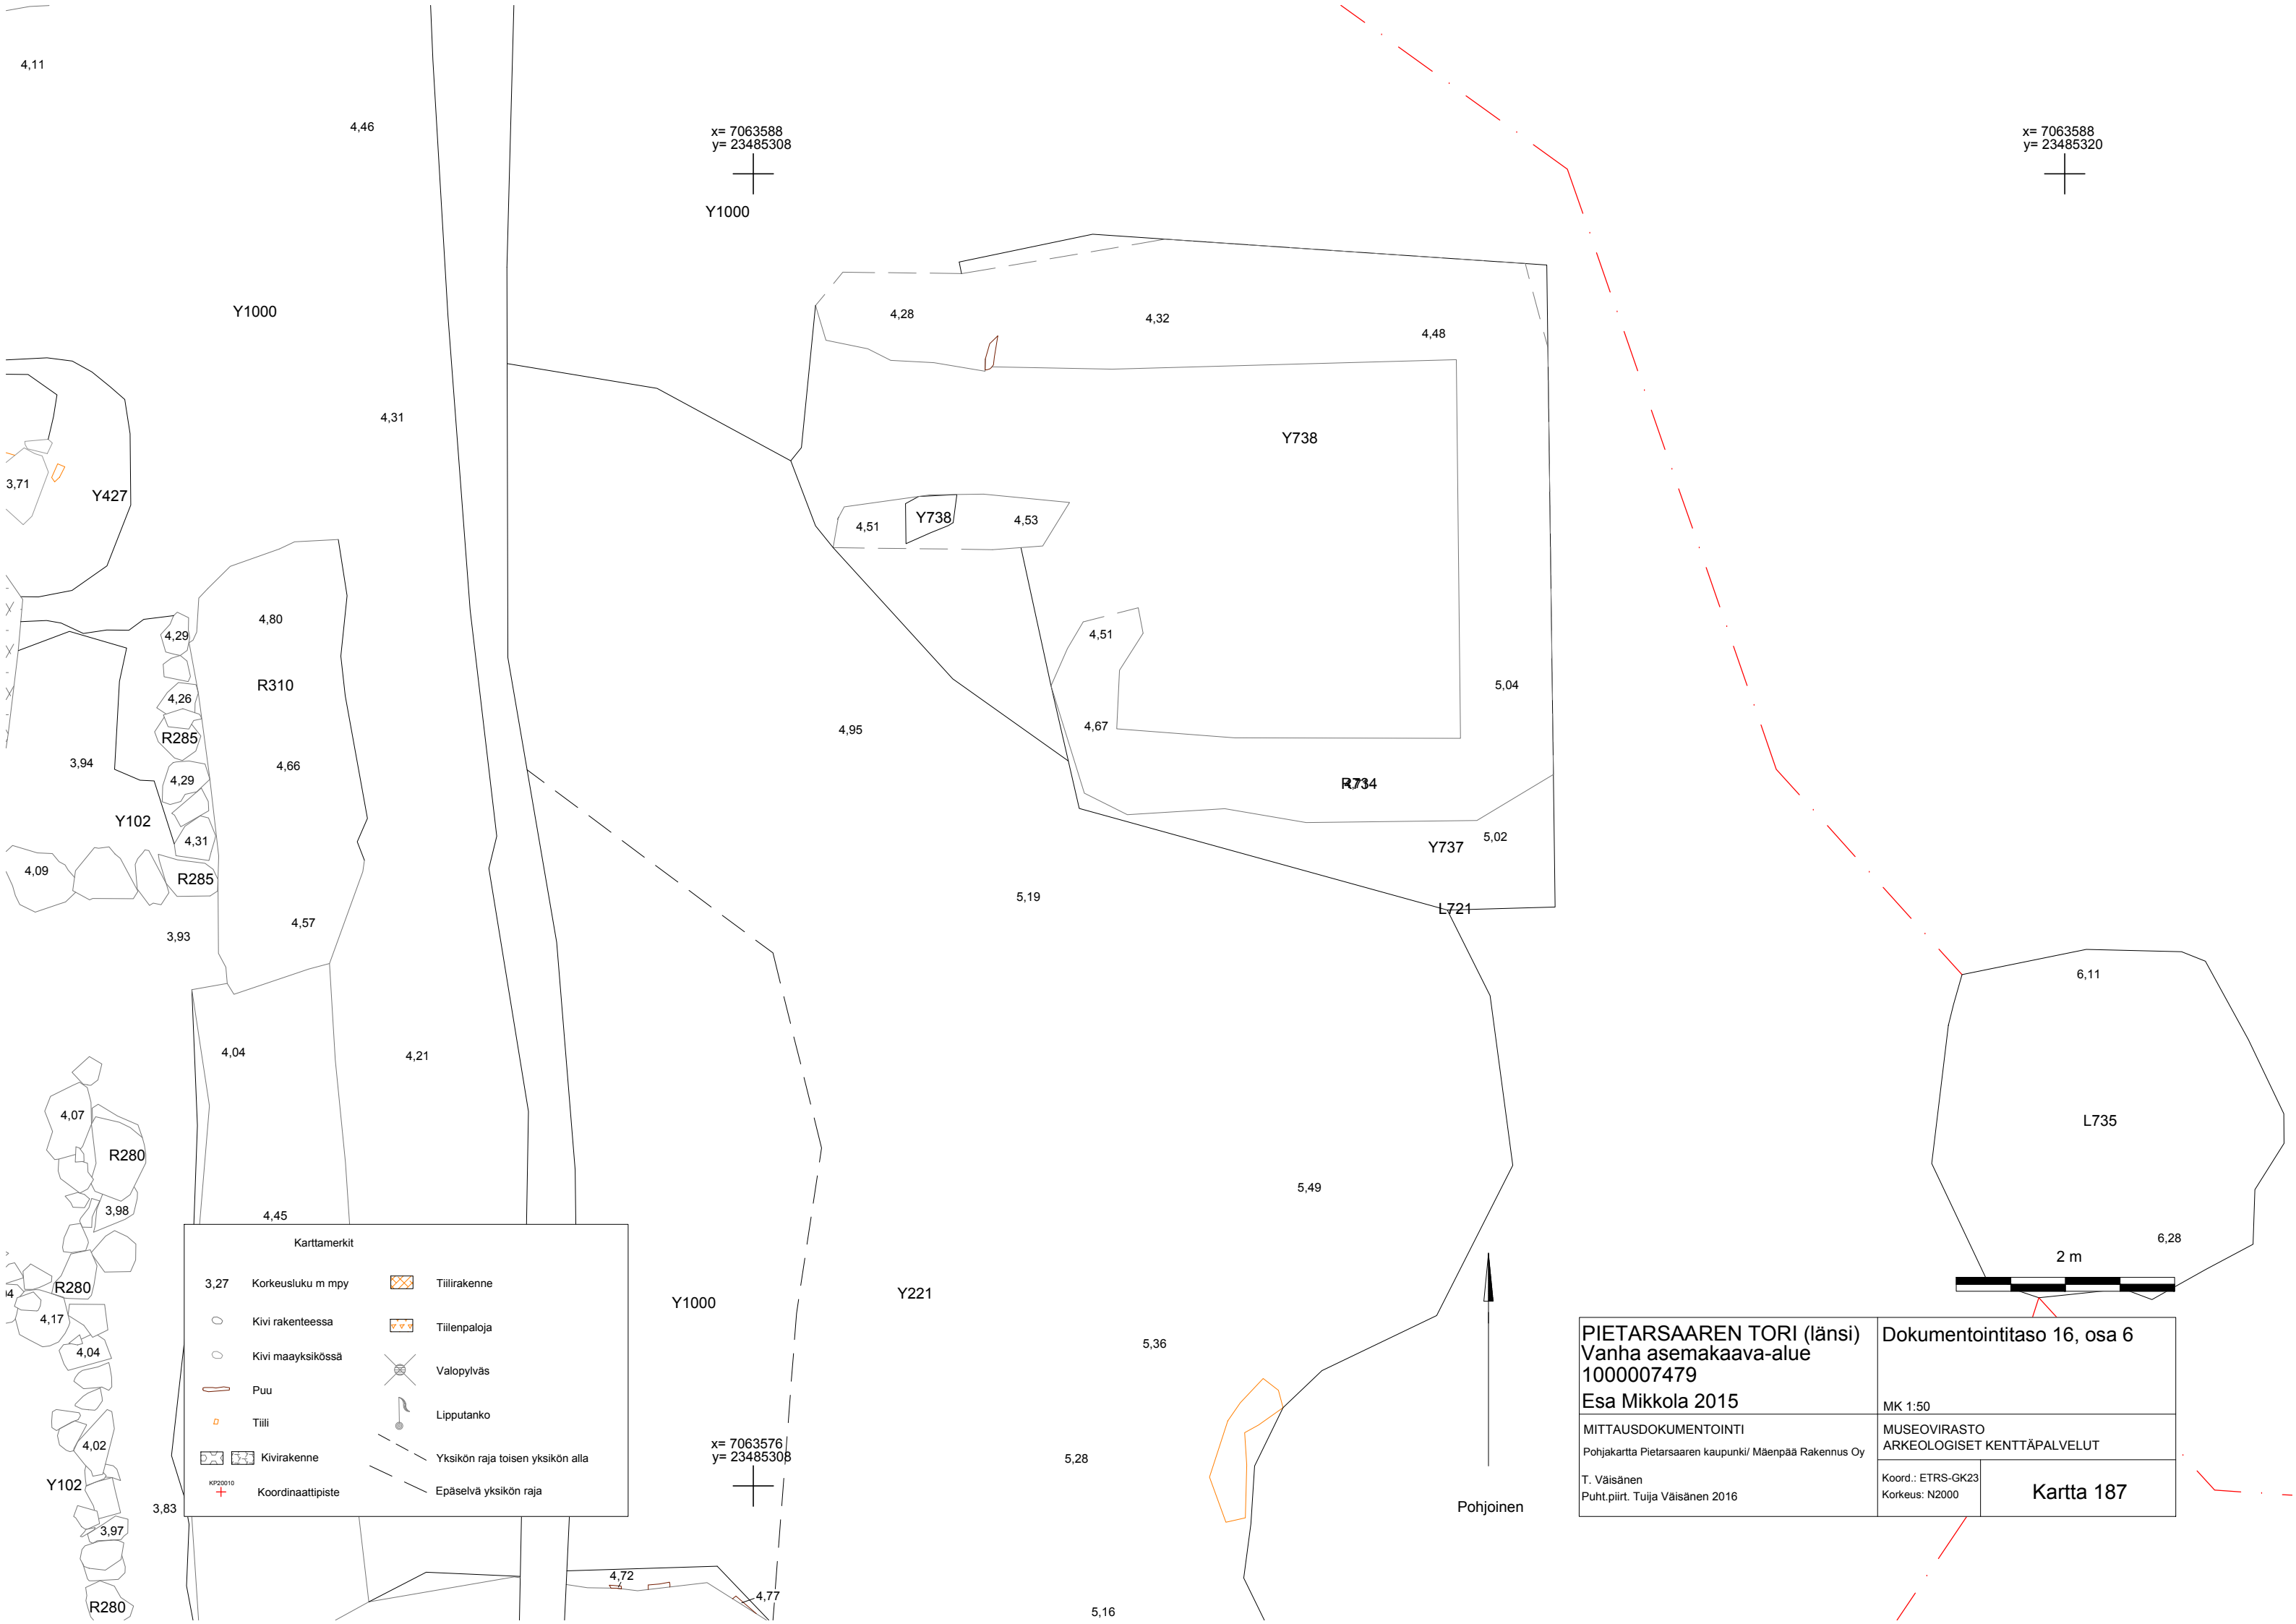 4,11
4,46
x= 7063588
y= 23485308
x= 7063588
y= 23485320
Y1000
Y1000
4,28
4,32
4,48
4,31
Y738
3,71
Y427
4,51
Y738
4,53
4,80
4,29
4,51
R310
4,26
5,04
R285
4,95
4,67
3,94
4,66
4,29
R734
Y102
4,31
Y737
5,02
4,09
R285
5,19
L721
4,57
3,93
6,11
4,04
4,21
4,07
L735
R280
5,49
3,98
4,45
6,28
2 m
R280
Y1000
Y221
4,17
4,04
5,36
4,02
5,28
Y102
3,83
3,97
x= 7063576
y= 23485308
4,72
4,77
R280
5,16
Karttamerkit
3,27 Korkeusluku m mpy
Kivi rakenteessa
Kivi maayksikössä
Puu
Tiili
Kivirakenne
KP20010
Koordinaattipiste
Tiilirakenne
Tiilenpaloja
Valopylväs
Lipputanko
Yksikön raja toisen yksikön alla
Epäselvä yksikön raja
Pohjoinen
PIETARSAAREN TORI (länsi)
Vanha asemakaava-alue
1000007479
Esa Mikkola 2015
Dokumentointitaso 16, osa 6
MK 1:50
MITTAUSDOKUMENTOINTI
Pohjakartta Pietarsaaren kaupunki/ Mäenpää Rakennus Oy
T. Väisänen
Puht.piirt. Tuija Väisänen 2016
MUSEOVIRASTO
ARKEOLOGISET KENTTÄPALVELUT
Koord.: ETRS-GK23
Korkeus: N2000
Kartta 187